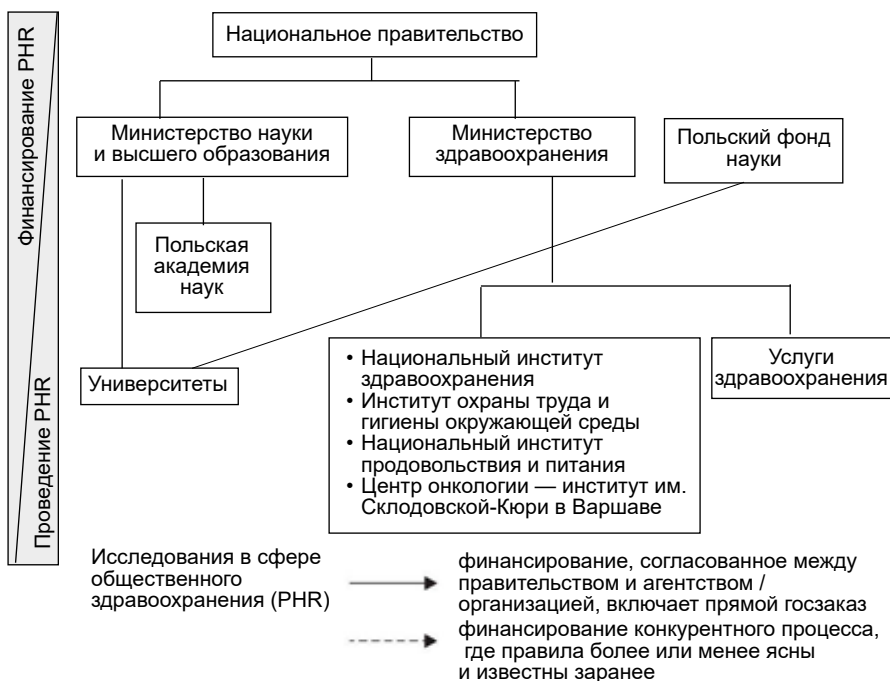 Финансирование PHR
Проведение PHR
Национальное правительство
Министерство науки
и высшего образования
Министерство
здравоохранения
Польский фонд
науки
Польская
академия
наук
Университеты
• Национальный институт
здравоохранения
• Институт охраны труда и
гигиены окружающей среды
• Национальный институт
продовольствия и питания
• Центр онкологии — институт им.
Склодовской-Кюри в Варшаве
Услуги
здравоохранения
Исследования в сфере
общественного
здравоохранения (PHR)
финансирование, согласованное между
правительством и агентством /
организацией, включает прямой госзаказ
финансирование конкурентного процесса,
где правила более или менее ясны
и известны заранее